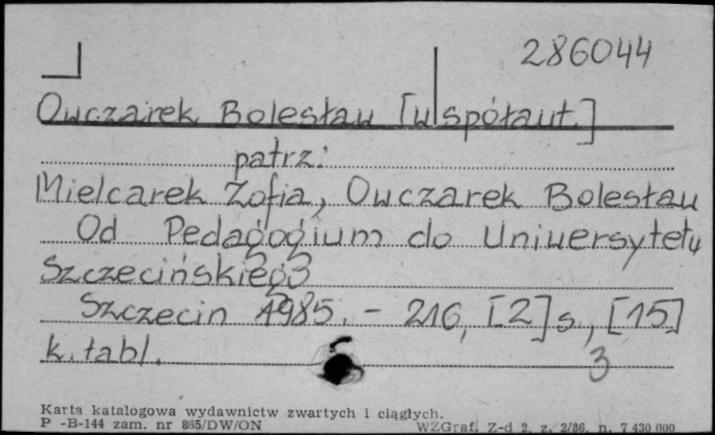 286044
Owczarek Bolesław [współaut.]
patrz:
Mielcarek Zofia, Owczarek Bolesław
Od Pedagogium do Uniwersytetu
Szczecińskiego
Szczecin 1985. - 216, [2] s., [15]
k. tabl.
3
Karta katalogowa wydawnictw zwartych i ciągłych.
P -B-144 zam. nr 865/DW/ON
WZGraf. Z-d 2, z. 2/86. n. 7 430 000